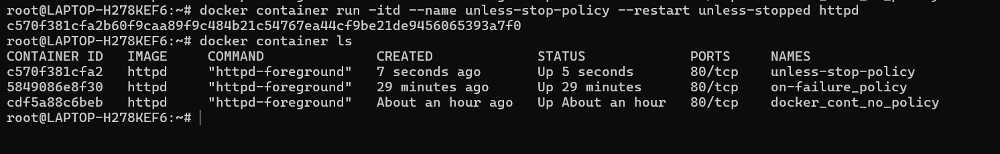 root@LAPTOP-H278KEF6:~# docker container run -itd --name unless-stop-policy --restart unless-stopped httpd
c570f381cfa2b60f9caa89f9c484b21c54767ea44cf9be21de9456065393a7f0
root@LAPTOP-H278KEF6:~# docker container ls
CONTAINER ID   IMAGE     COMMAND              CREATED             STATUS             PORTS     NAMES
c570f381cfa2   httpd     "httpd-foreground"   7 seconds ago       Up 5 seconds       80/tcp    unless-stop-policy
5849086e8f30   httpd     "httpd-foreground"   29 minutes ago      Up 29 minutes      80/tcp    on-failure_policy
cdf5a88c6beb   httpd     "httpd-foreground"   About an hour ago   Up About an hour   80/tcp    docker_cont_no_policy
root@LAPTOP-H278KEF6:~#